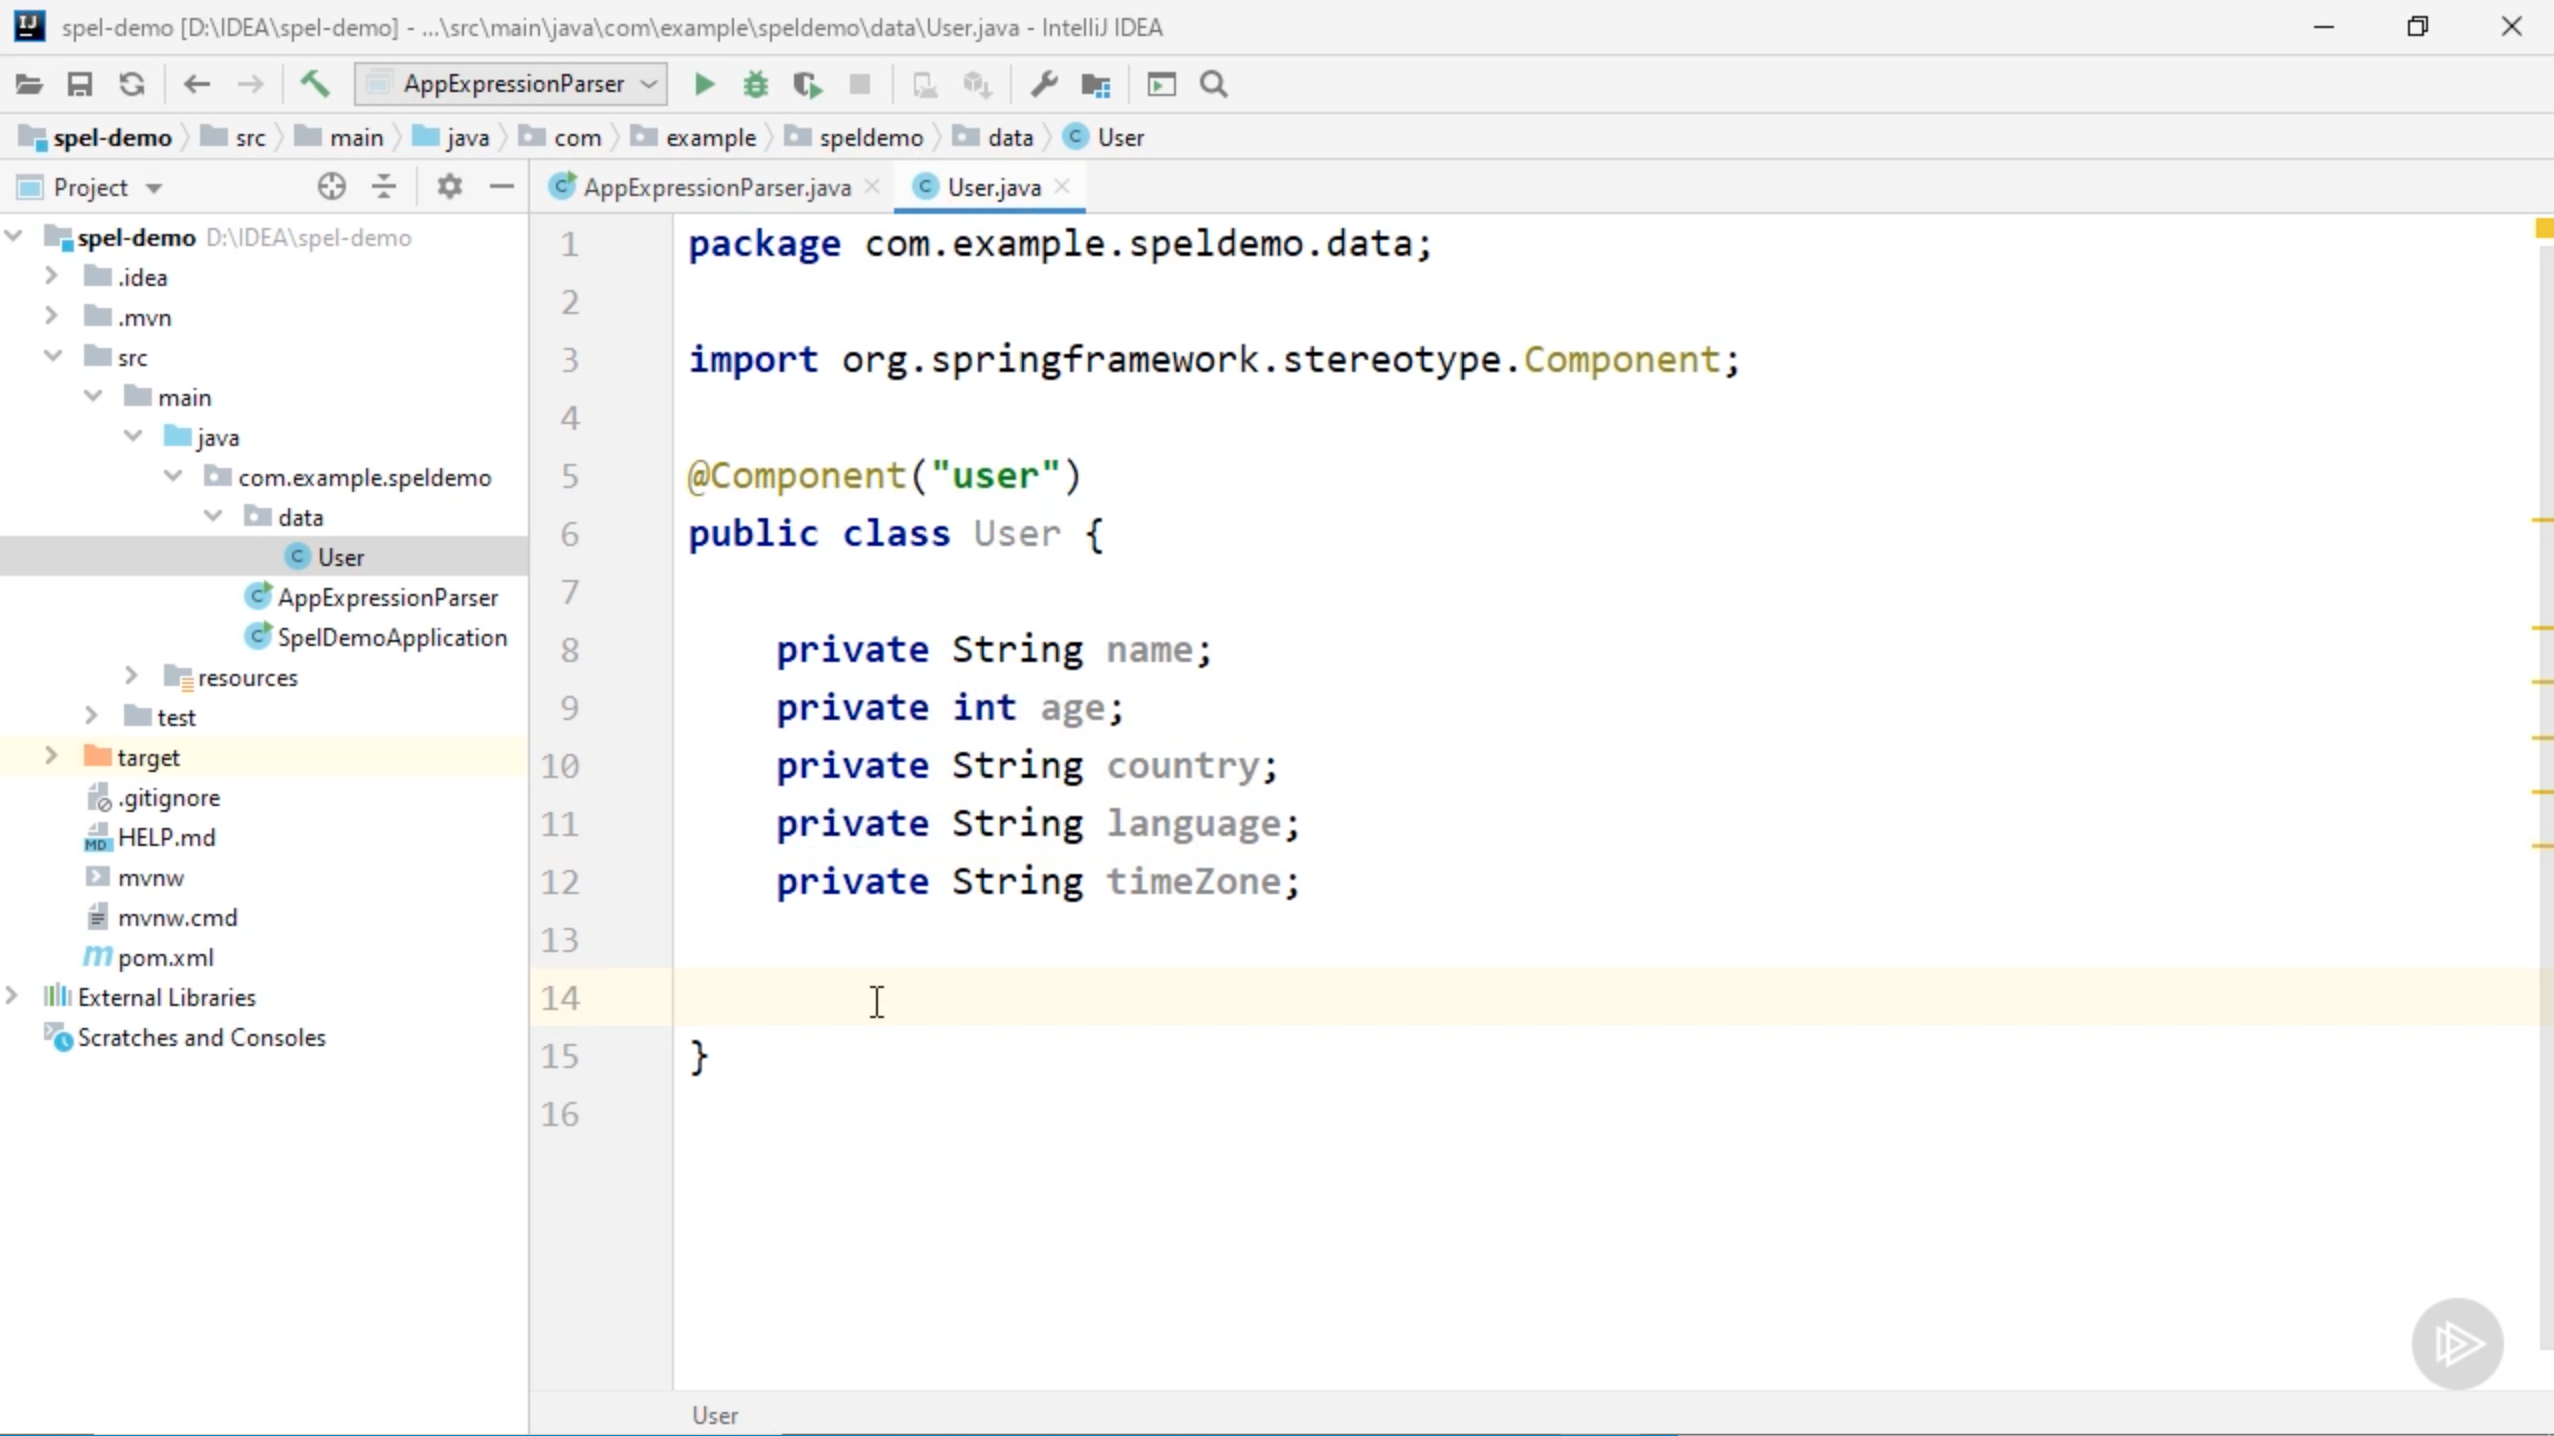 spel-demo [D:\IDEA\spel-demo] - ...\src\main\java\com\example\speldemo\data\User.java - IntelliJ IDEA
AppExpressionParser
spel-demo src main java com example speldemo data User
Project
AppExpressionParser.java User.java
spel-demo D:\IDEA\spel-demo
.idea
.mvn
src
main
java
com.example.speldemo
data
User
AppExpressionParser
SpelDemoApplication
resources
test
target
.gitignore
HELP.md
mvnw
mvnw.cmd
pom.xml
External Libraries
Scratches and Consoles
1 package com.example.speldemo.data;
2
3 import org.springframework.stereotype.Component;
4
5 @Component("user")
6 public class User {
7
8 private String name;
9 private int age;
10 private String country;
11 private String language;
12 private String timeZone;
13
14
15 }
16
User